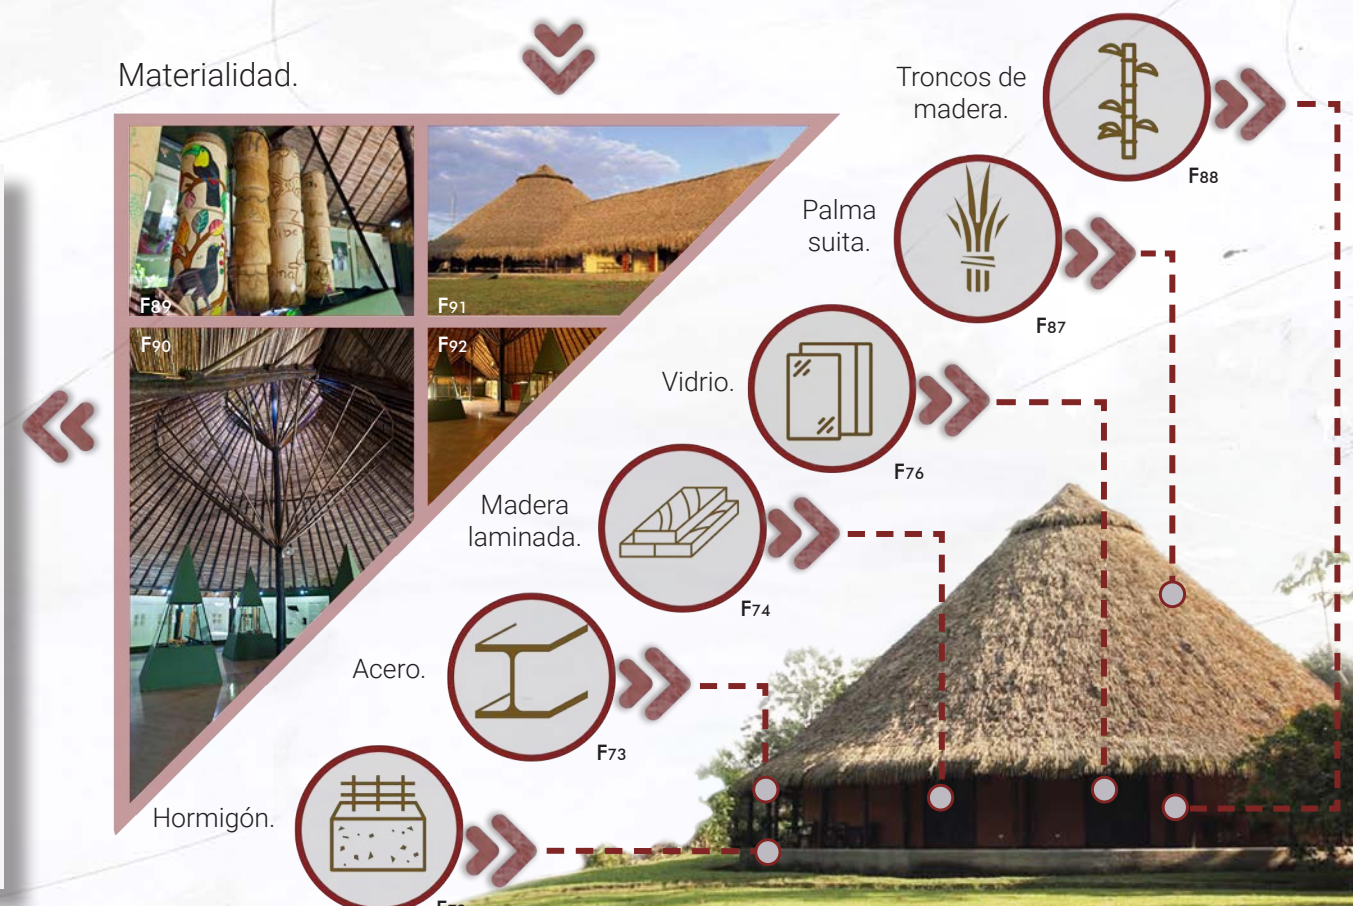 Materialidad.
Troncos de
madera.
F88
Palma
suita.
F87
F89
F91
F90
F92
Vidrio.
F76
Madera
laminada.
F74
Acero.
F73
Hormigón.